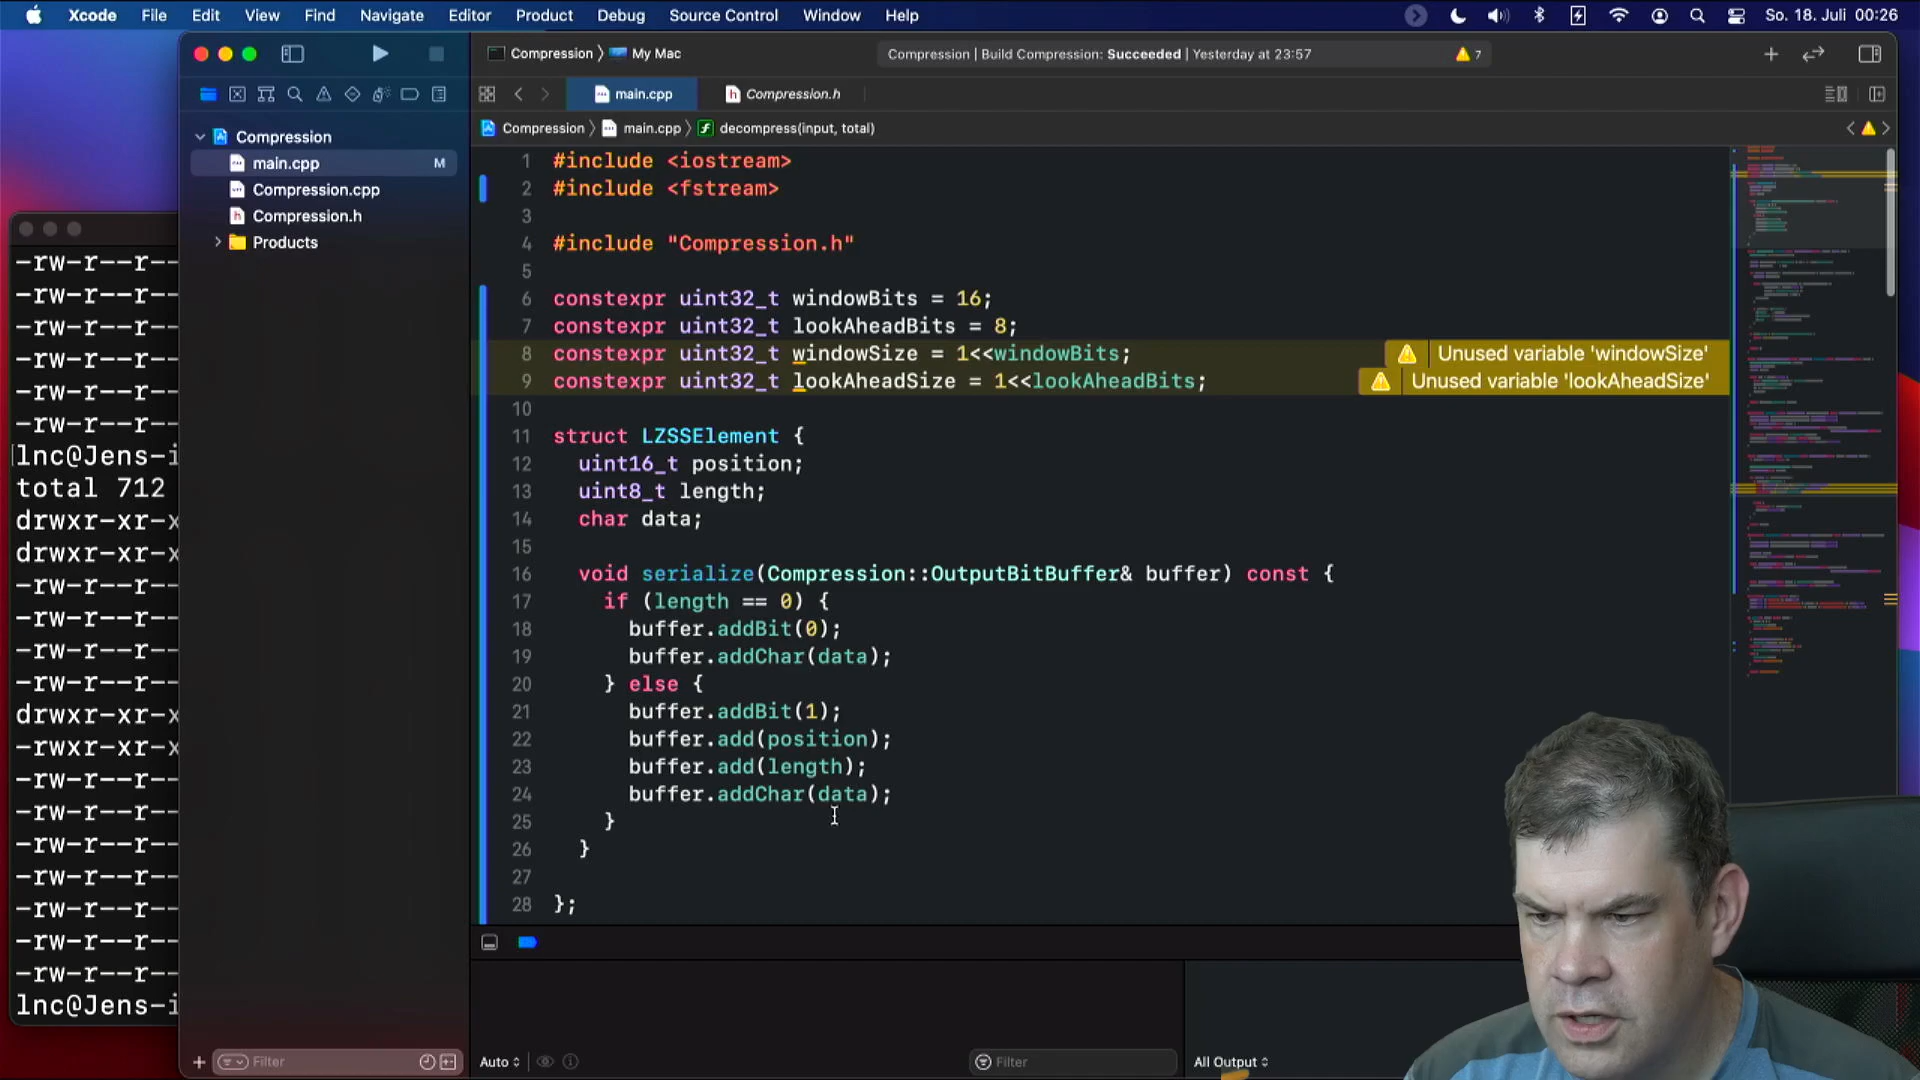 Xcode File Edit View Find Navigate Editor Product Debug Source Control Window Help So. 18. Juli 00:26
Compression 〉 My Mac Compression | Build Compression: Succeeded | Yesterday at 23:57 7
main.cpp Compression.h
Compression 〉 main.cpp 〉 decompress(input, total)
Compression
main.cpp M
Compression.cpp
Compression.h
Products
-rw-r--r--
-rw-r--r--
-rw-r--r--
-rw-r--r--
-rw-r--r--
-rw-r--r--
lnc@Jens-i
total 712
drwxr-xr-x
drwxr-xr-x
-rw-r--r--
-rw-r--r--
-rw-r--r--
-rw-r--r--
drwxr-xr-x
-rwxr-xr-x
-rw-r--r--
-rw-r--r--
-rw-r--r--
-rw-r--r--
-rw-r--r--
-rw-r--r--
-rw-r--r--
lnc@Jens-i
1 #include <iostream>
2 #include <fstream>
3
4 #include "Compression.h"
5
6 constexpr uint32_t windowBits = 16;
7 constexpr uint32_t lookAheadBits = 8;
8 constexpr uint32_t windowSize = 1<<windowBits; Unused variable 'windowSize'
9 constexpr uint32_t lookAheadSize = 1<<lookAheadBits; Unused variable 'lookAheadSize'
10
11 struct LZSSElement {
12 uint16_t position;
13 uint8_t length;
14 char data;
15
16 void serialize(Compression::OutputBitBuffer& buffer) const {
17 if (length == 0) {
18 buffer.addBit(0);
19 buffer.addChar(data);
20 } else {
21 buffer.addBit(1);
22 buffer.add(position);
23 buffer.add(length);
24 buffer.addChar(data);
25 }
26 }
27
28 };
Filter
Auto
Filter
All Output